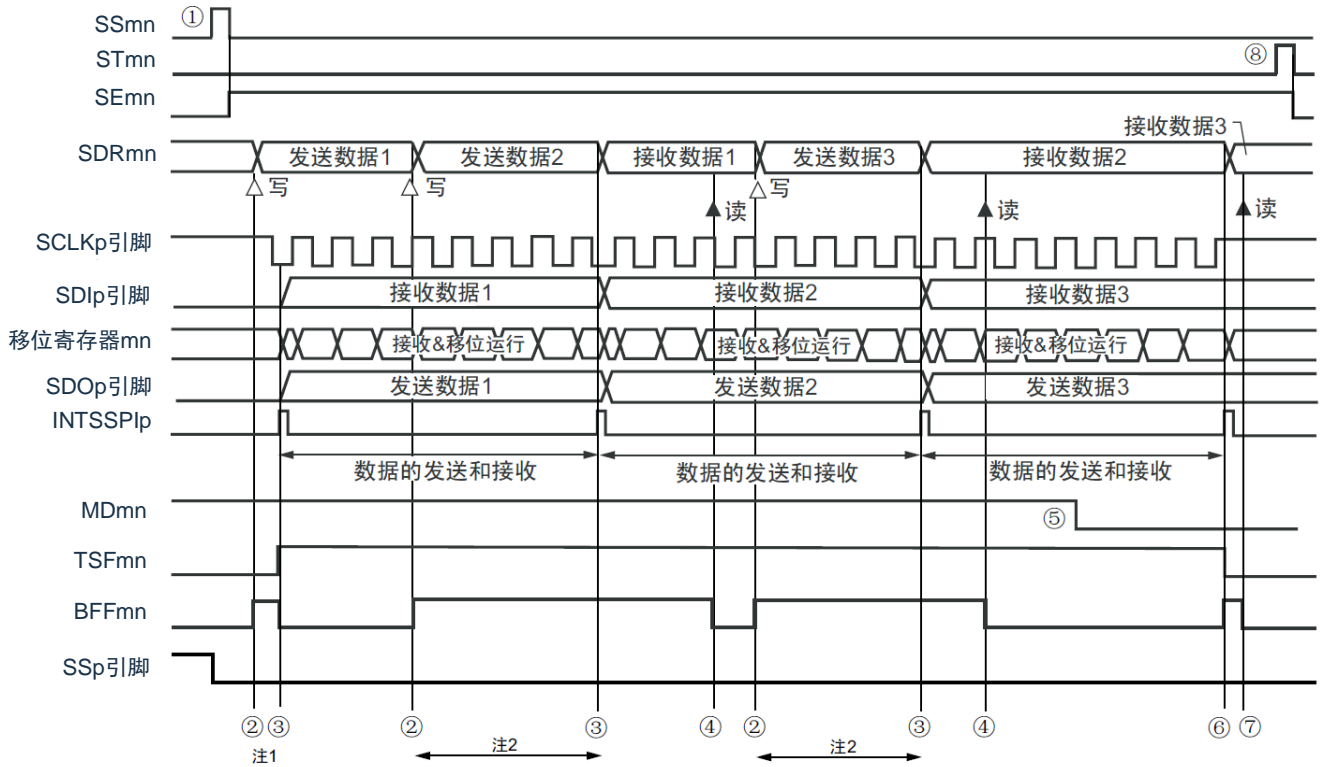 SSmn ①
STmn ⑧
SEmn
接收数据3
SDRmn 发送数据1 发送数据2 接收数据1 发送数据3 接收数据2
写 写 写
读 读 读
SCLKp引脚
SDIp引脚 接收数据1 接收数据2 接收数据3
移位寄存器mn 接收&移位运行 接收&移位运行 接收&移位运行
SDOp引脚 发送数据1 发送数据2 发送数据3
INTSSPIp
数据的发送和接收 数据的发送和接收 数据的发送和接收
MDmn ⑤
TSFmn
BFFmn
SSp引脚
② ③ ② ③ ④ ② ③ ④ ⑥ ⑦
注1 注2 注2